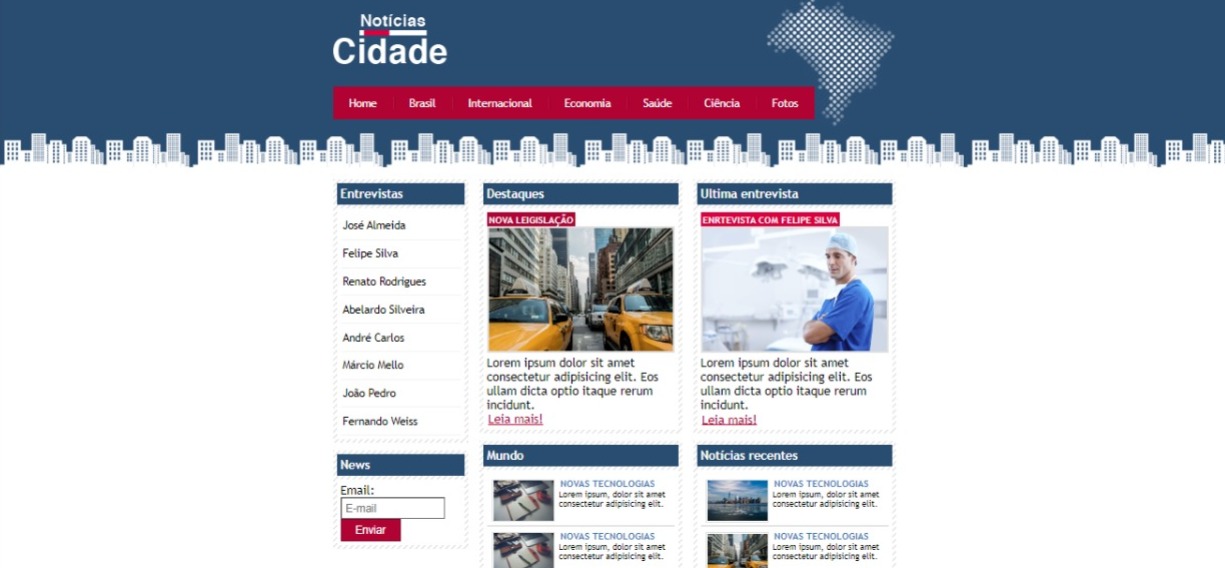 Notícias
Cidade
Home Brasil Internacional Economia Saúde Ciência Fotos
Entrevistas
José Almeida
Felipe Silva
Renato Rodrigues
Abelardo Silveira
André Carlos
Márcio Mello
João Pedro
Fernando Weiss
News
Email:
E-mail
Enviar
Destaques
NOVA LEIGISLAÇÃO
Lorem ipsum dolor sit amet
consectetur adipisicing elit. Eos
ullam dicta optio itaque rerum
incidunt.
Leia mais!
Ultima entrevista
ENRTEVISTA COM FELIPE SILVA
Lorem ipsum dolor sit amet
consectetur adipisicing elit. Eos
ullam dicta optio itaque rerum
incidunt.
Leia mais!
Mundo
NOVAS TECNOLOGIAS
Lorem ipsum, dolor sit amet
consectetur adipisicing elit.
NOVAS TECNOLOGIAS
Lorem ipsum, dolor sit amet
consectetur adipisicing elit.
Notícias recentes
NOVAS TECNOLOGIAS
Lorem ipsum, dolor sit amet
consectetur adipisicing elit.
NOVAS TECNOLOGIAS
Lorem ipsum, dolor sit amet
consectetur adipisicing elit.